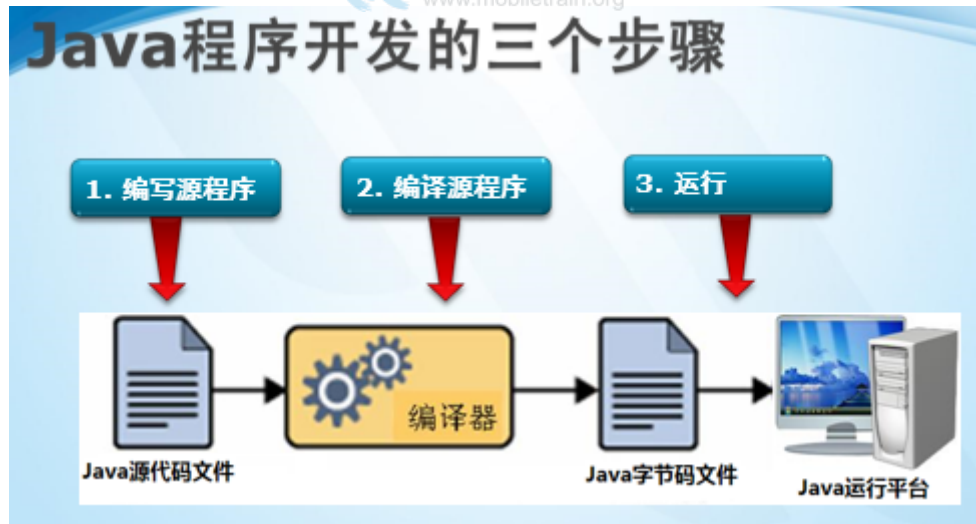 www.mobiletrain.org
Java程序开发的三个步骤
1. 编写源程序
2. 编译源程序
3. 运行
编译器
Java源代码文件
Java字节码文件
Java运行平台